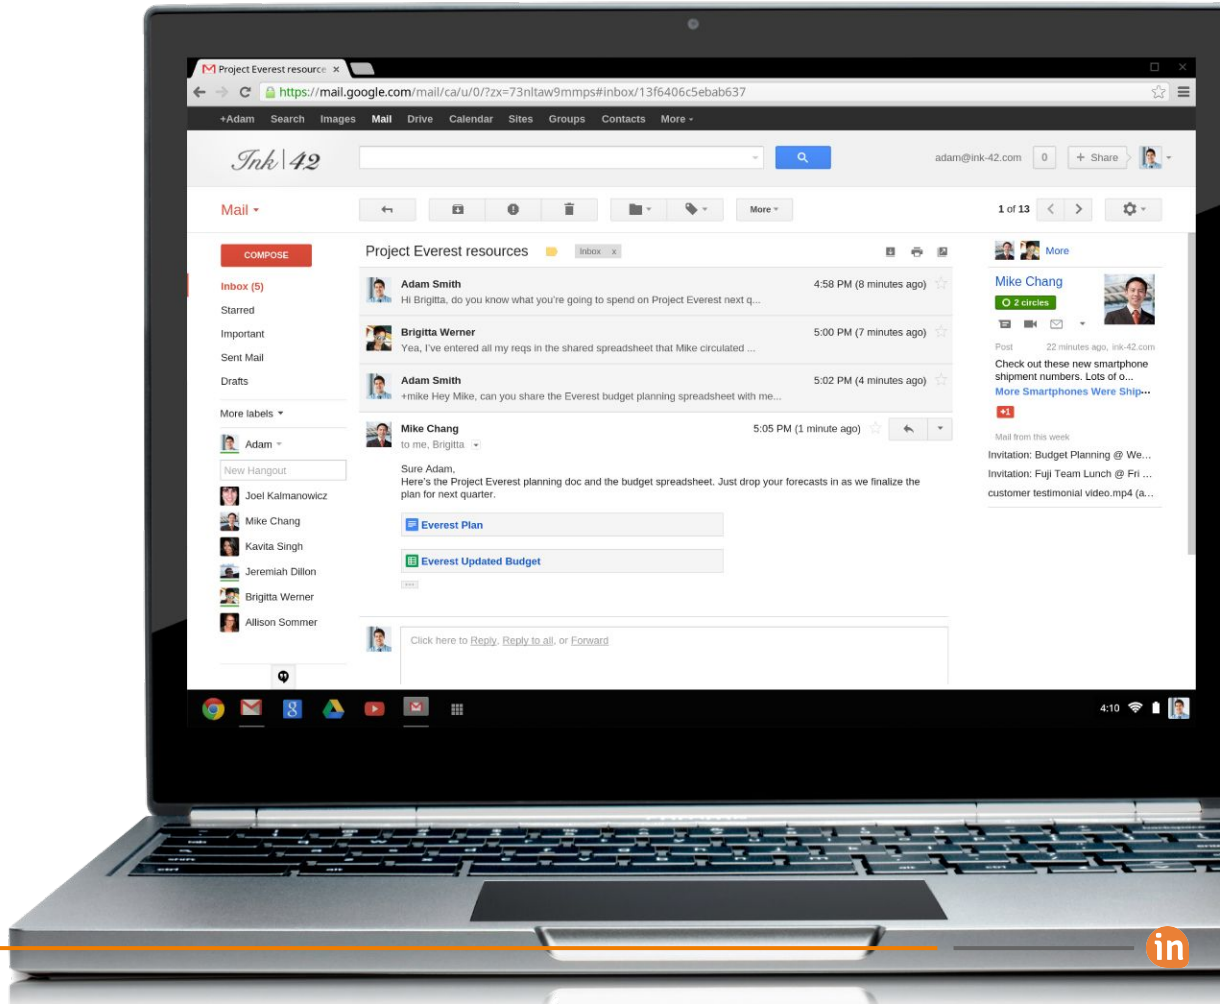 Project Everest resource ×
https://mail.google.com/mail/ca/u/0/?zx=73nltaw9mmps#inbox/13f6406c5ebab637
+Adam Search Images Mail Drive Calendar Sites Groups Contacts More
Ink|42
adam@ink-42.com 0 + Share
Mail
More
1 of 13
COMPOSE
Inbox (5)
Starred
Important
Sent Mail
Drafts
More labels
Adam
New Hangout
Joel Kalmanowicz
Mike Chang
Kavita Singh
Jeremiah Dillon
Brigitta Werner
Allison Sommer
Project Everest resources Inbox x
Adam Smith 4:58 PM (8 minutes ago)
Hi Brigitta, do you know what you're going to spend on Project Everest next q...
Brigitta Werner 5:00 PM (7 minutes ago)
Yea, I've entered all my reqs in the shared spreadsheet that Mike circulated ...
Adam Smith 5:02 PM (4 minutes ago)
+mike Hey Mike, can you share the Everest budget planning spreadsheet with me...
Mike Chang 5:05 PM (1 minute ago)
to me, Brigitta
Sure Adam,
Here's the Project Everest planning doc and the budget spreadsheet. Just drop your forecasts in as we finalize the
plan for next quarter.
Everest Plan
Everest Updated Budget
Click here to Reply, Reply to all, or Forward
More
Mike Chang
2 circles
Post 22 minutes ago, ink-42.com
Check out these new smartphone
shipment numbers. Lots of o...
More Smartphones Were Ship...
+1
Mail from this week
Invitation: Budget Planning @ We...
Invitation: Fuji Team Lunch @ Fri ...
customer testimonial video.mp4 (a...
8
4:10
in